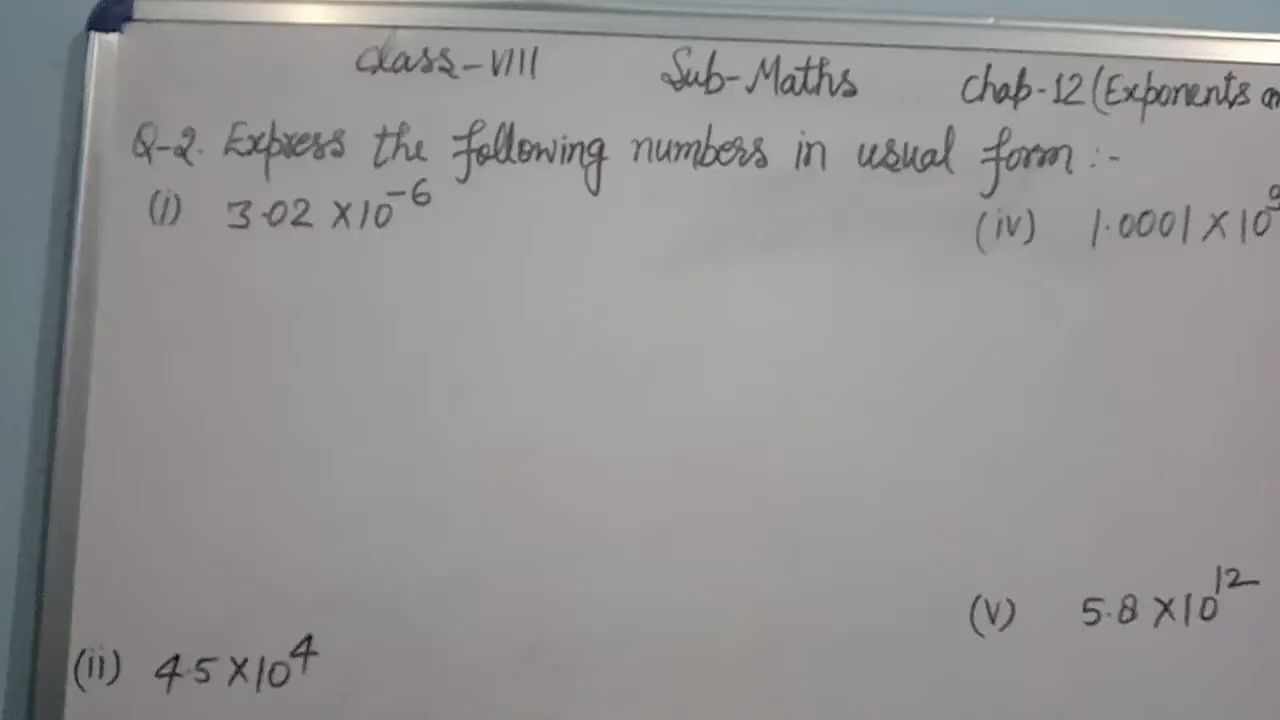 Class-VIII Sub-Maths Chap-12 (Exponents
Q-2. Express the following numbers in usual form :-
(i) 3.02 × 10⁻⁶ (iv) 1.0001 × 10⁹
(v) 5.8 × 10¹²
(ii) 4.5 × 10⁴